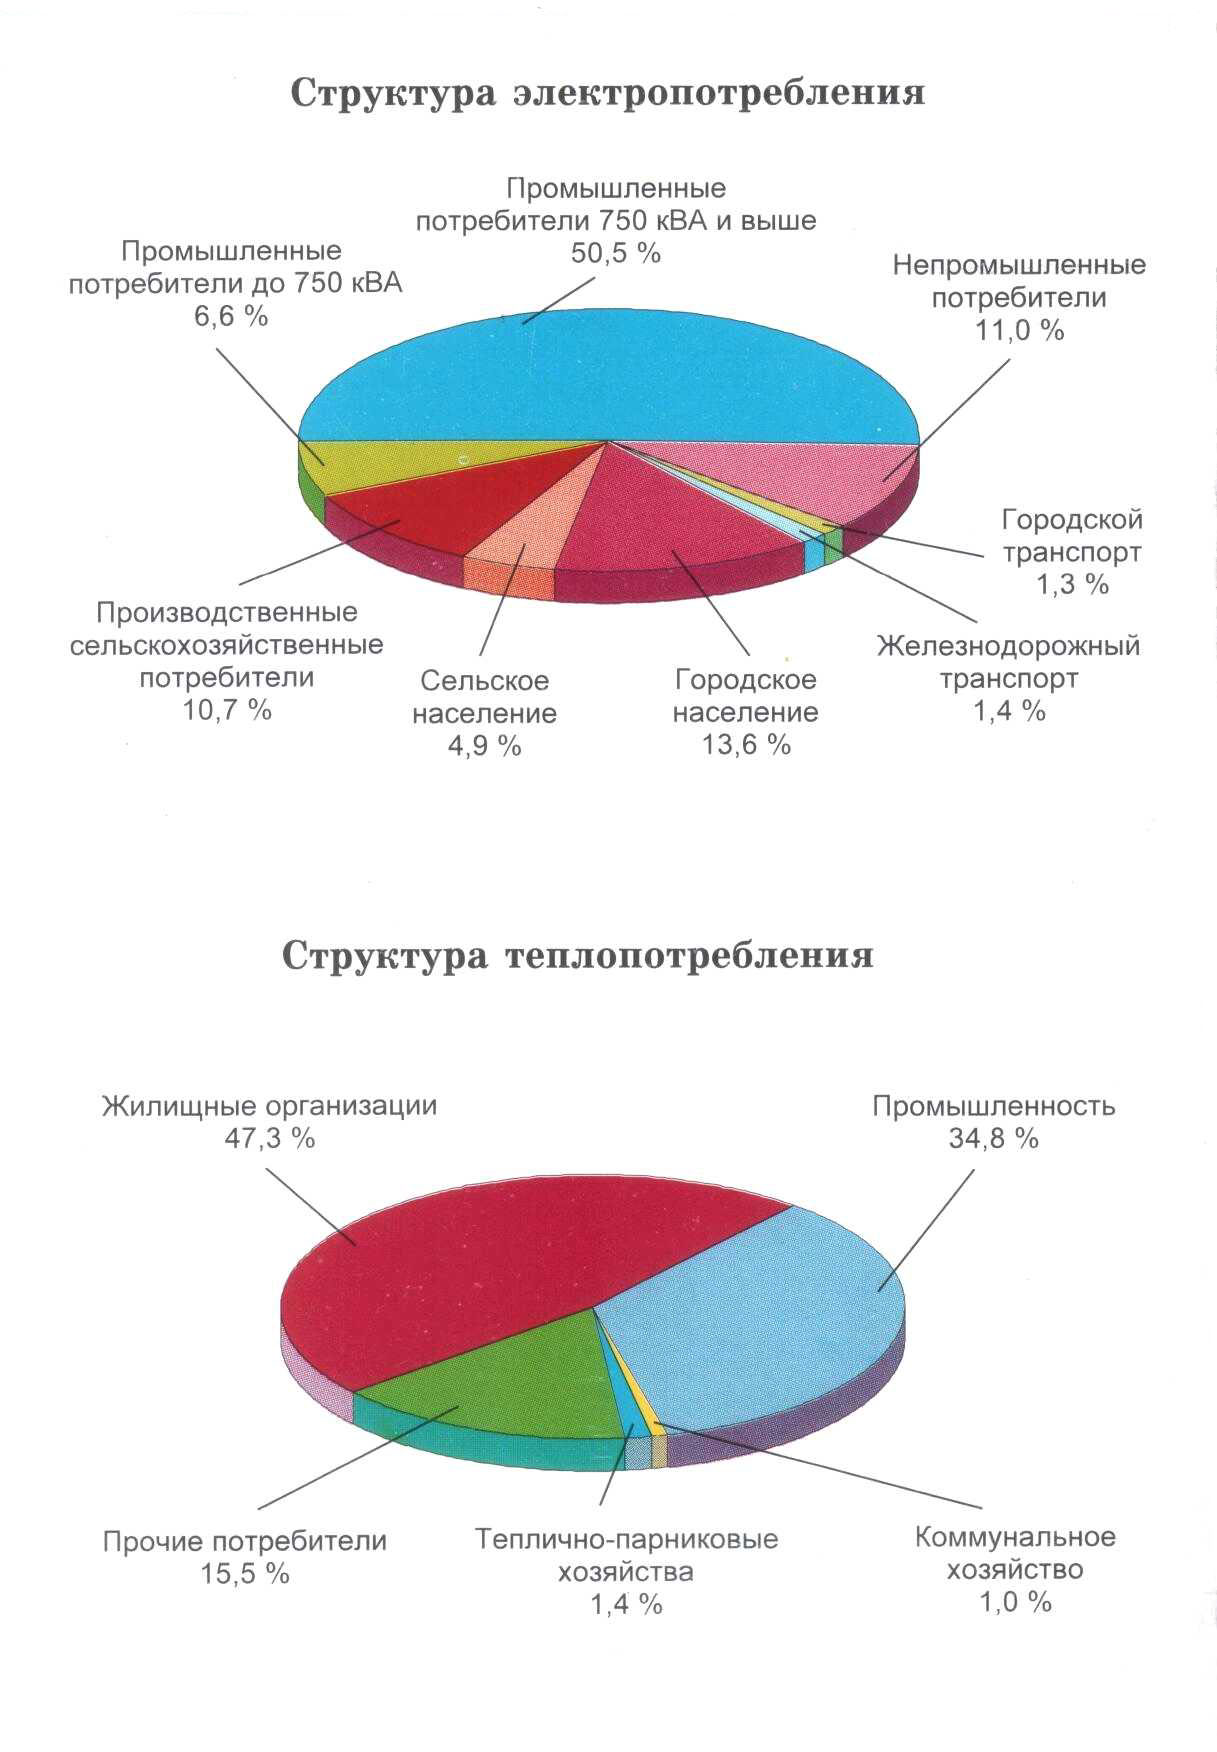 Структура электропотребления
Промышленные
потребители 750 кВА и выше
50,5 %
Промышленные
потребители до 750 кВА
6,6 %
Непромышленные
потребители
11,0 %
Городской
транспорт
1,3 %
Железнодорожный
транспорт
1,4 %
Городское
население
13,6 %
Сельское
население
4,9 %
Производственные
сельскохозяйственные
потребители
10,7 %
Структура теплопотребления
Жилищные организации
47,3 %
Промышленность
34,8 %
Прочие потребители
15,5 %
Теплично-парниковые
хозяйства
1,4 %
Коммунальное
хозяйство
1,0 %